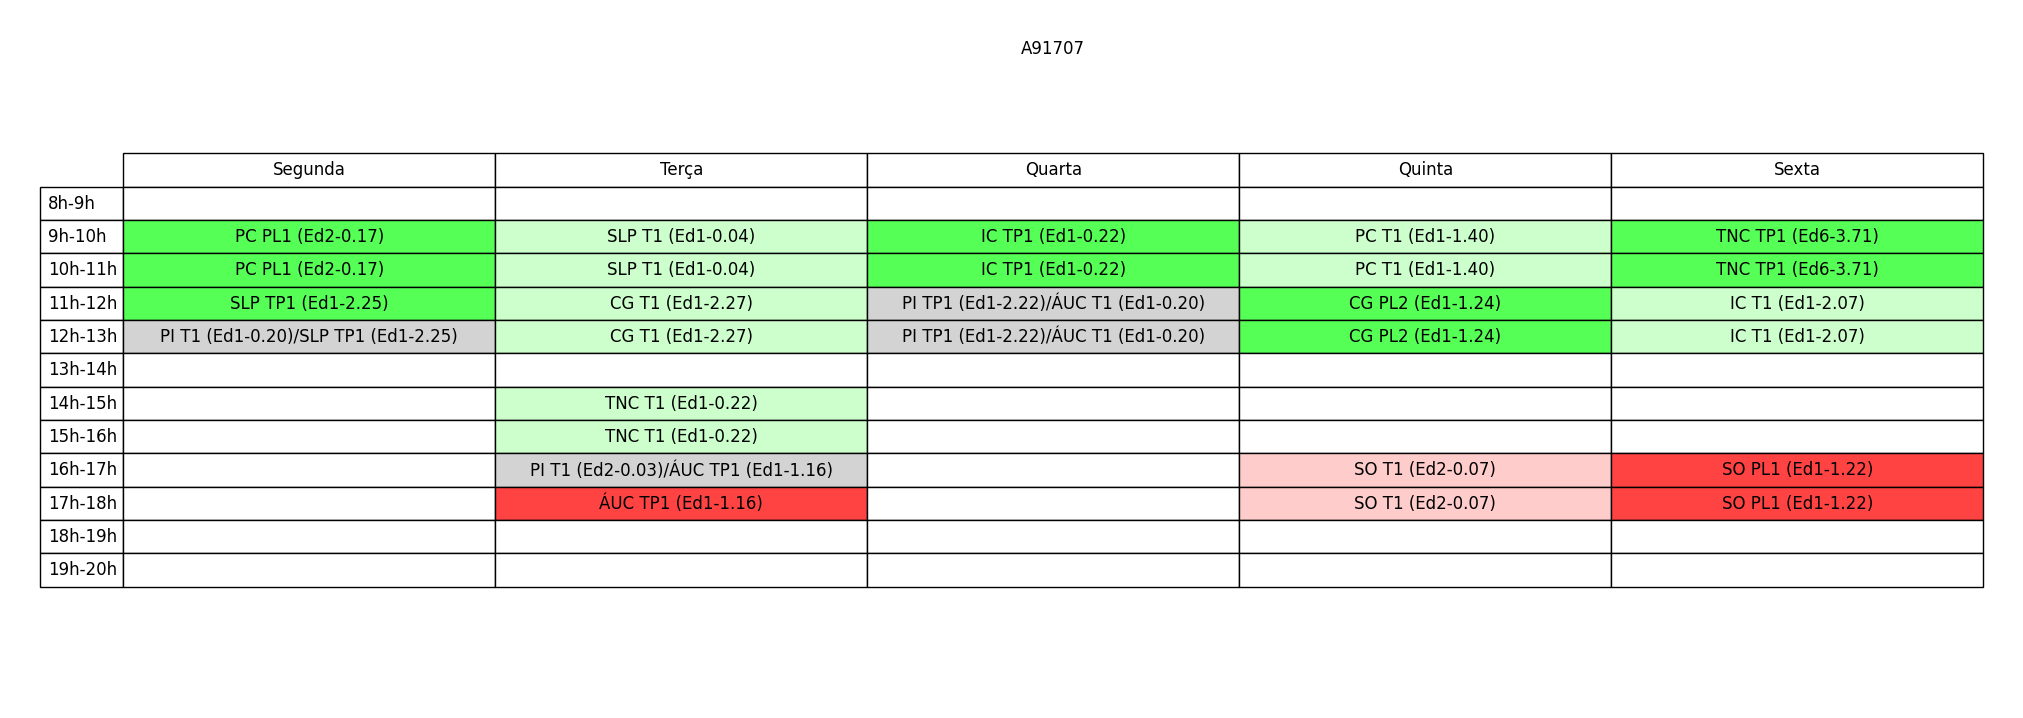 A91707
Segunda Terça Quarta Quinta Sexta
8h-9h
9h-10h PC PL1 (Ed2-0.17) SLP T1 (Ed1-0.04) IC TP1 (Ed1-0.22) PC T1 (Ed1-1.40) TNC TP1 (Ed6-3.71)
10h-11h PC PL1 (Ed2-0.17) SLP T1 (Ed1-0.04) IC TP1 (Ed1-0.22) PC T1 (Ed1-1.40) TNC TP1 (Ed6-3.71)
11h-12h SLP TP1 (Ed1-2.25) CG T1 (Ed1-2.27) PI TP1 (Ed1-2.22)/ÁUC T1 (Ed1-0.20) CG PL2 (Ed1-1.24) IC T1 (Ed1-2.07)
12h-13h PI T1 (Ed1-0.20)/SLP TP1 (Ed1-2.25) CG T1 (Ed1-2.27) PI TP1 (Ed1-2.22)/ÁUC T1 (Ed1-0.20) CG PL2 (Ed1-1.24) IC T1 (Ed1-2.07)
13h-14h
14h-15h TNC T1 (Ed1-0.22)
15h-16h TNC T1 (Ed1-0.22)
16h-17h PI T1 (Ed2-0.03)/ÁUC TP1 (Ed1-1.16) SO T1 (Ed2-0.07) SO PL1 (Ed1-1.22)
17h-18h ÁUC TP1 (Ed1-1.16) SO T1 (Ed2-0.07) SO PL1 (Ed1-1.22)
18h-19h
19h-20h